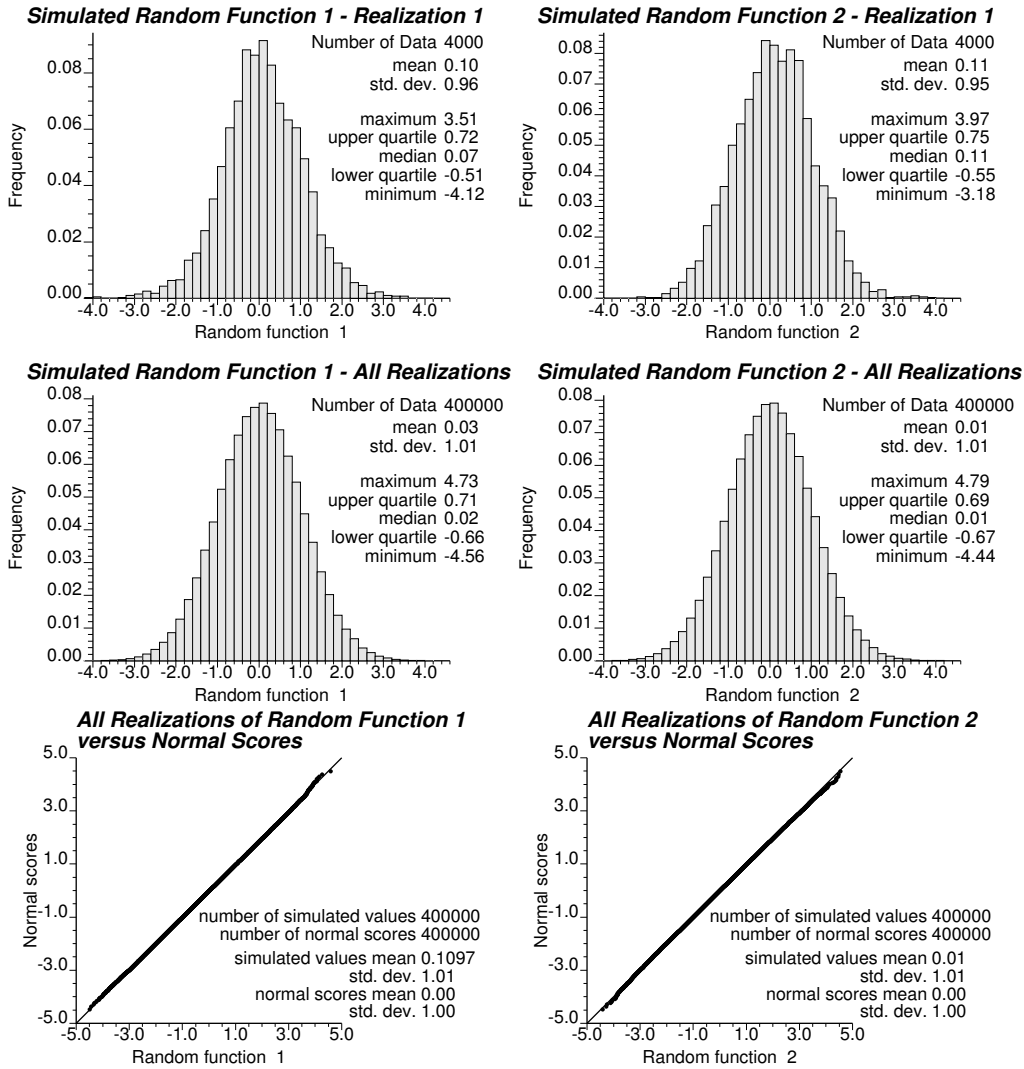 Simulated Random Function 1 - Realization 1
Number of Data 4000
mean 0.10
std. dev. 0.96
maximum 3.51
upper quartile 0.72
median 0.07
lower quartile -0.51
minimum -4.12
Frequency
0.08
0.06
0.04
0.02
0.00
-4.0 -3.0 -2.0 -1.0 0.0 1.0 2.0 3.0 4.0
Random function 1
Simulated Random Function 2 - Realization 1
Number of Data 4000
mean 0.11
std. dev. 0.95
maximum 3.97
upper quartile 0.75
median 0.11
lower quartile -0.55
minimum -3.18
Frequency
0.08
0.07
0.06
0.05
0.04
0.03
0.02
0.01
0.00
-4.0 -3.0 -2.0 -1.0 0.0 1.00 2.0 3.0 4.0
Random function 2
Simulated Random Function 1 - All Realizations
Number of Data 400000
mean 0.03
std. dev. 1.01
maximum 4.73
upper quartile 0.71
median 0.02
lower quartile -0.66
minimum -4.56
Frequency
0.08
0.07
0.06
0.05
0.04
0.03
0.02
0.01
0.00
-4.0 -3.0 -2.0 -1.0 0.0 1.0 2.0 3.0 4.0
Random function 1
Simulated Random Function 2 - All Realizations
Number of Data 400000
mean 0.01
std. dev. 1.01
maximum 4.79
upper quartile 0.69
median 0.01
lower quartile -0.67
minimum -4.44
Frequency
0.08
0.07
0.06
0.05
0.04
0.03
0.02
0.01
0.00
-4.0 -3.0 -2.0 -1.0 0.0 1.00 2.0 3.0 4.0
Random function 2
All Realizations of Random Function 1
versus Normal Scores
Normal scores
5.0
3.0
1.0
-1.0
-3.0
-5.0
number of simulated values 400000
number of normal scores 400000
simulated values mean 0.1097
std. dev. 1.01
normal scores mean 0.00
std. dev. 1.00
-5.0 -3.0 -1.0 1.0 3.0 5.0
Random function 1
All Realizations of Random Function 2
versus Normal Scores
Normal scores
5.0
3.0
1.0
-1.0
-3.0
-5.0
number of simulated values 400000
number of normal scores 400000
simulated values mean 0.01
std. dev. 1.01
normal scores mean 0.00
std. dev. 1.00
-5.0 -3.0 -1.0 1.0 3.0 5.0
Random function 2